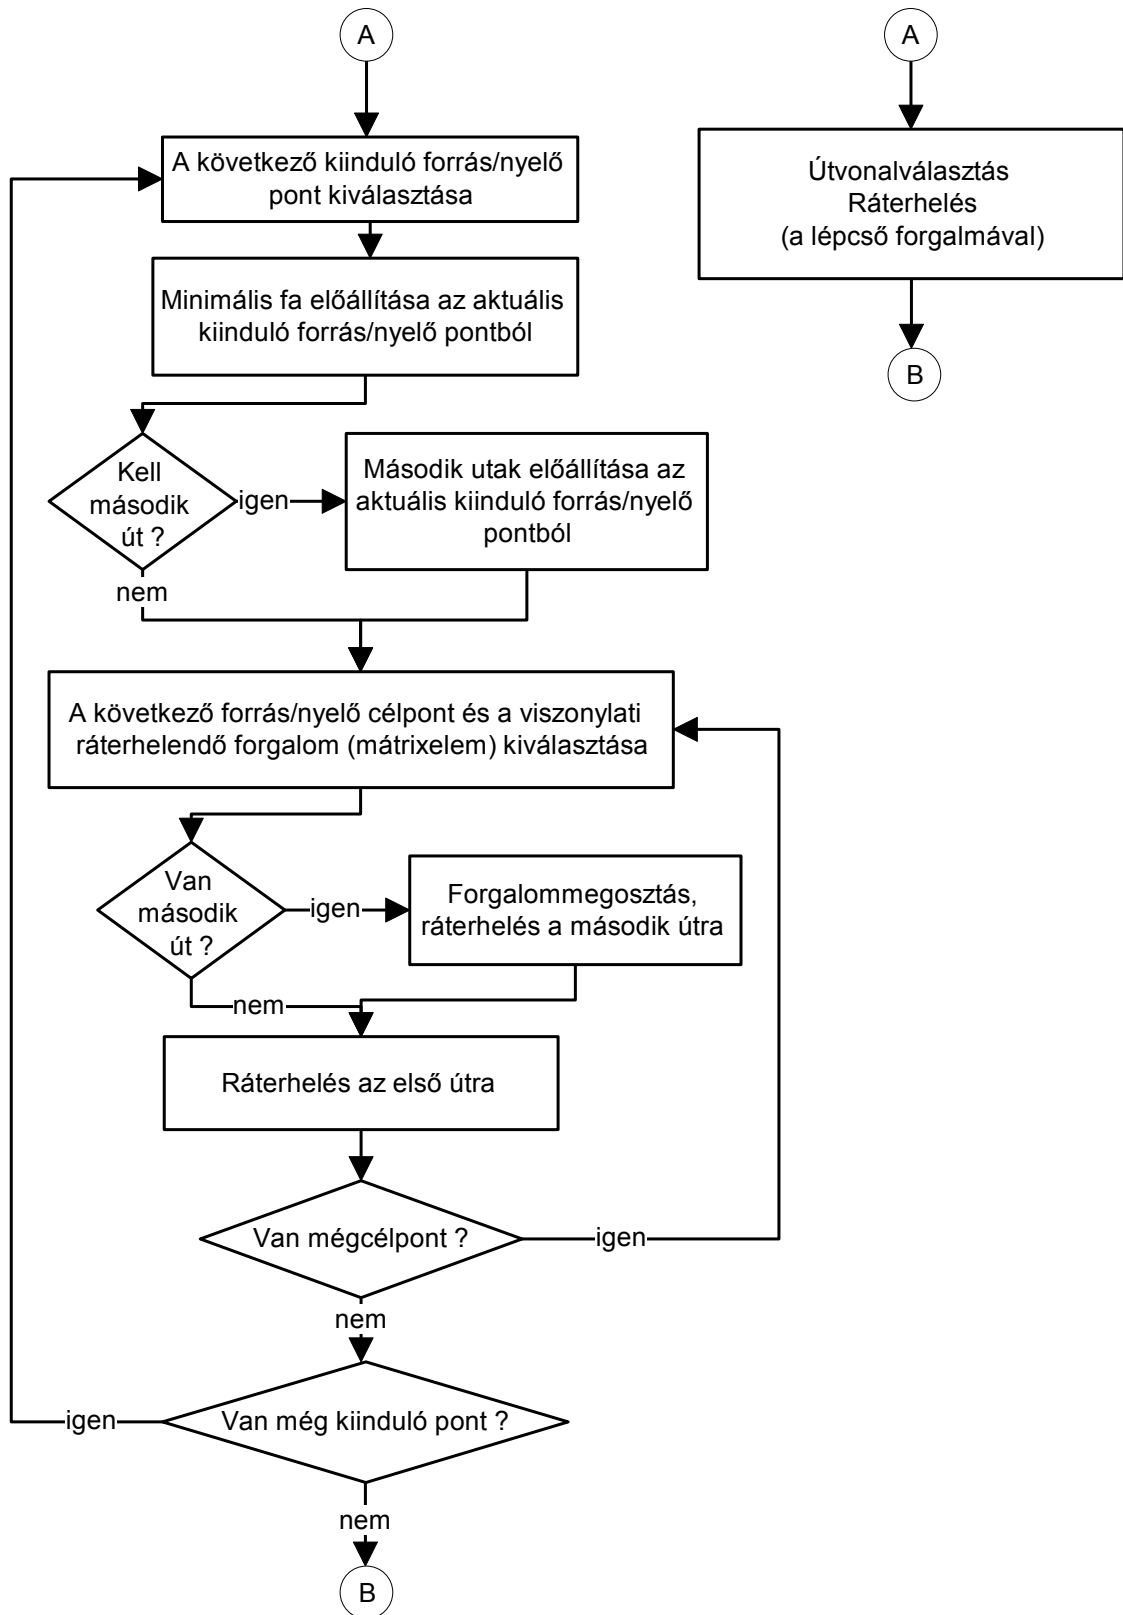 A
A következő kiinduló forrás/nyelő
pont kiválasztása
Minimális fa előállítása az aktuális
kiinduló forrás/nyelő pontból
Kell
második
út ?
igen
Második utak előállítása az
aktuális kiinduló forrás/nyelő
pontból
nem
A következő forrás/nyelő célpont és a viszonylati
ráterhelendő forgalom (mátrixelem) kiválasztása
Van
második
út ?
igen
Forgalommegosztás,
ráterhelés a második útra
nem
Ráterhelés az első útra
Van mégcélpont ?
igen
nem
Van még kiinduló pont ?
igen
nem
B
A
Útvonalválasztás
Ráterhelés
(a lépcső forgalmával)
B